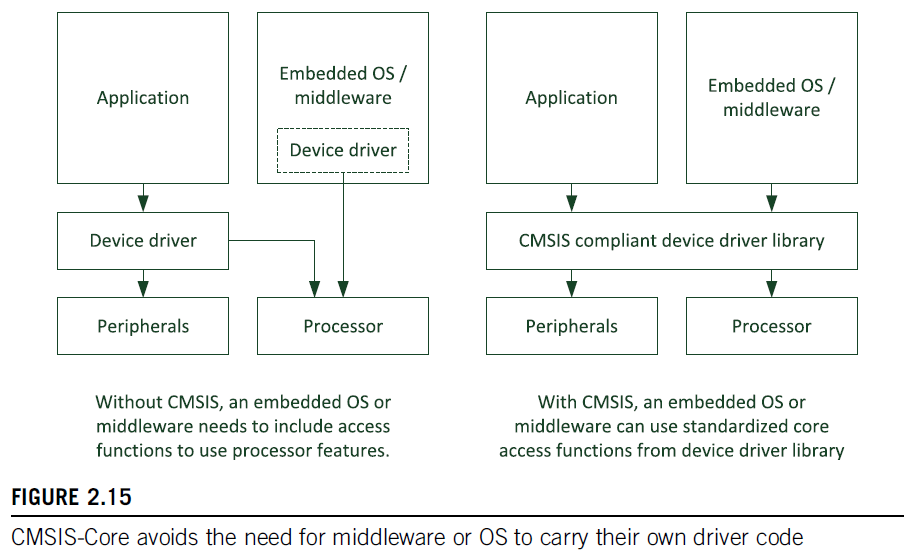 Application
Embedded OS /
middleware
Device driver
Device driver
Peripherals
Processor
Without CMSIS, an embedded OS or
middleware needs to include access
functions to use processor features.
Application
Embedded OS /
middleware
CMSIS compliant device driver library
Peripherals
Processor
With CMSIS, an embedded OS or
middleware can use standardized core
access functions from device driver library
FIGURE 2.15
CMSIS-Core avoids the need for middleware or OS to carry their own driver code